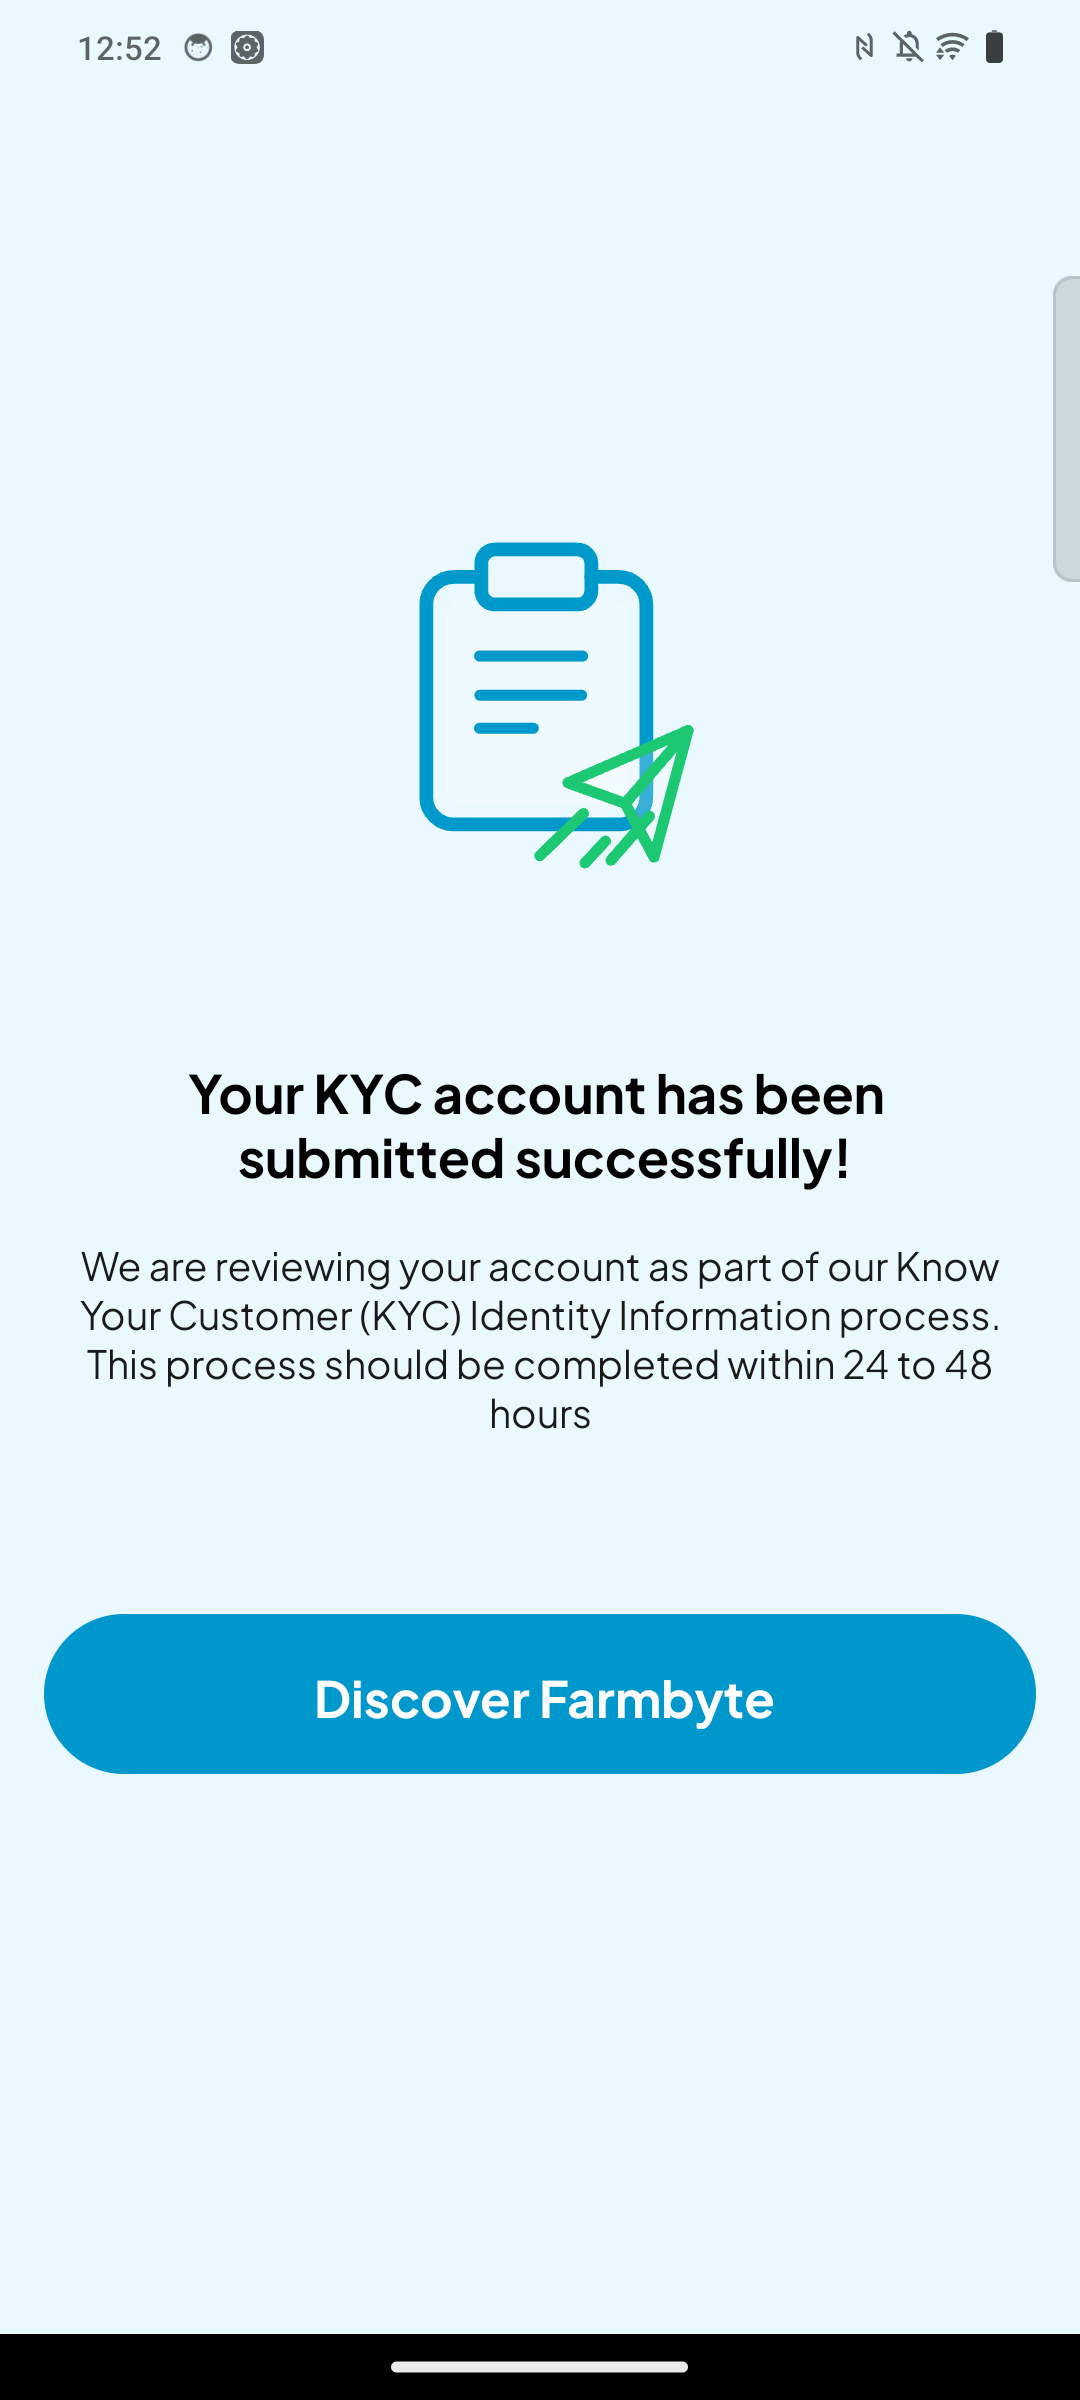 12:52
Your KYC account has been
submitted successfully!
We are reviewing your account as part of our Know
Your Customer (KYC) Identity Information process.
This process should be completed within 24 to 48
hours
Discover Farmbyte